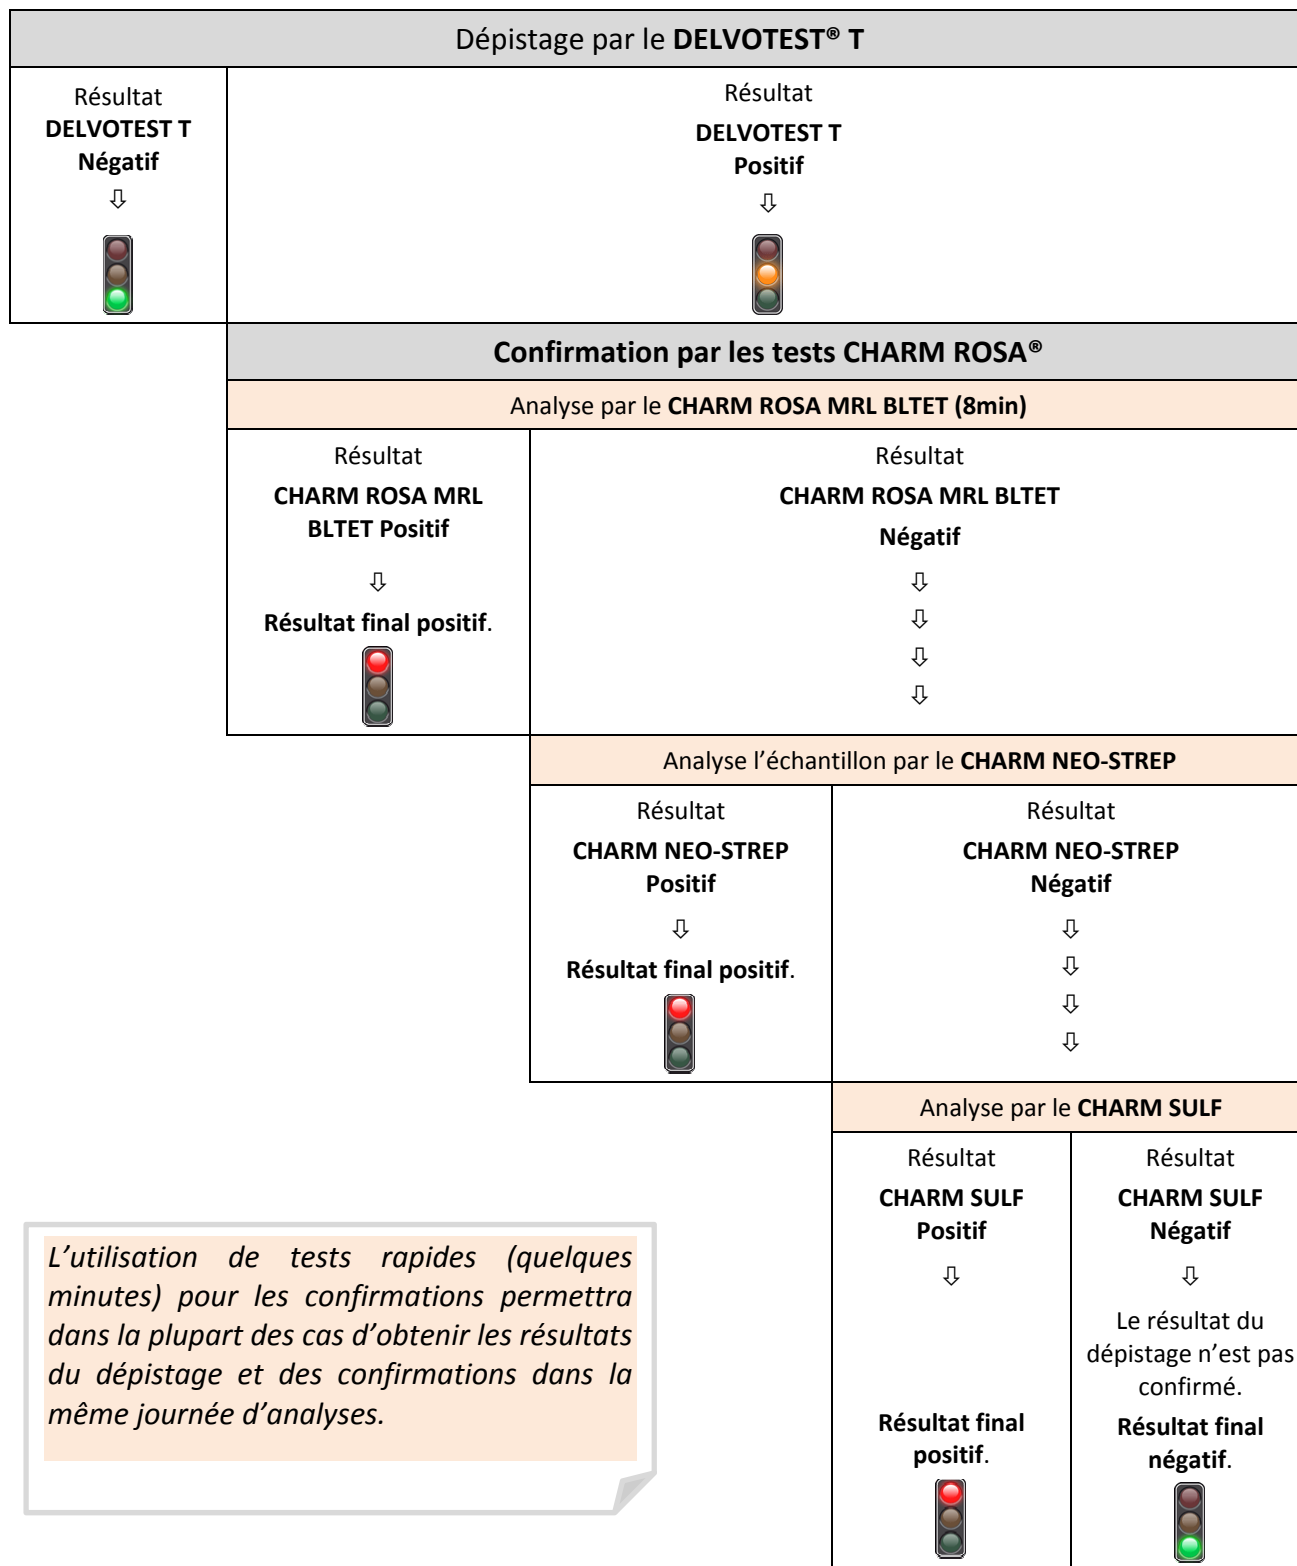 Dépistage par le DELVOTEST® T
Résultat
DELVOTEST T
Négatif
⇩
Résultat
DELVOTEST T
Positif
⇩
Confirmation par les tests CHARM ROSA®
Analyse par le CHARM ROSA MRL BLTET (8min)
Résultat
CHARM ROSA MRL
BLTET Positif
⇩
Résultat final positif.
Résultat
CHARM ROSA MRL BLTET
Négatif
⇩
⇩
⇩
⇩
Analyse l’échantillon par le CHARM NEO-STREP
Résultat
CHARM NEO-STREP
Positif
⇩
Résultat final positif.
Résultat
CHARM NEO-STREP
Négatif
⇩
⇩
⇩
⇩
Analyse par le CHARM SULF
Résultat
CHARM SULF
Positif
⇩
Résultat final
positif.
Résultat
CHARM SULF
Négatif
⇩
Le résultat du
dépistage n’est pas
confirmé.
Résultat final
négatif.
L’utilisation de tests rapides (quelques
minutes) pour les confirmations permettra
dans la plupart des cas d’obtenir les résultats
du dépistage et des confirmations dans la
même journée d’analyses.